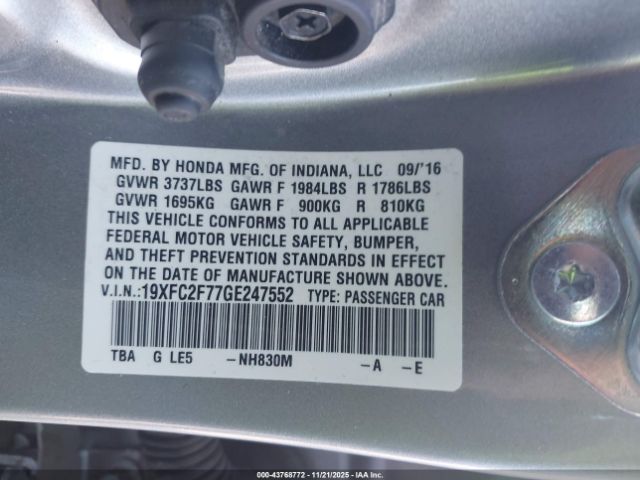 MFD. BY HONDA MFG. OF INDIANA, LLC 09/'16
GVWR 3737LBS GAWR F 1984LBS R 1786LBS
GVWR 1695KG GAWR F 900KG R 810KG
THIS VEHICLE CONFORMS TO ALL APPLICABLE
FEDERAL MOTOR VEHICLE SAFETY, BUMPER,
AND THEFT PREVENTION STANDARDS IN EFFECT
ON THE DATE OF MANUFACTURE SHOWN ABOVE.
V.I.N.:19XFC2F77GE247552 TYPE: PASSENGER CAR
TBA G LE5 -NH830M -A -E
000-43768772 - 11/21/2025 - IAA Inc.